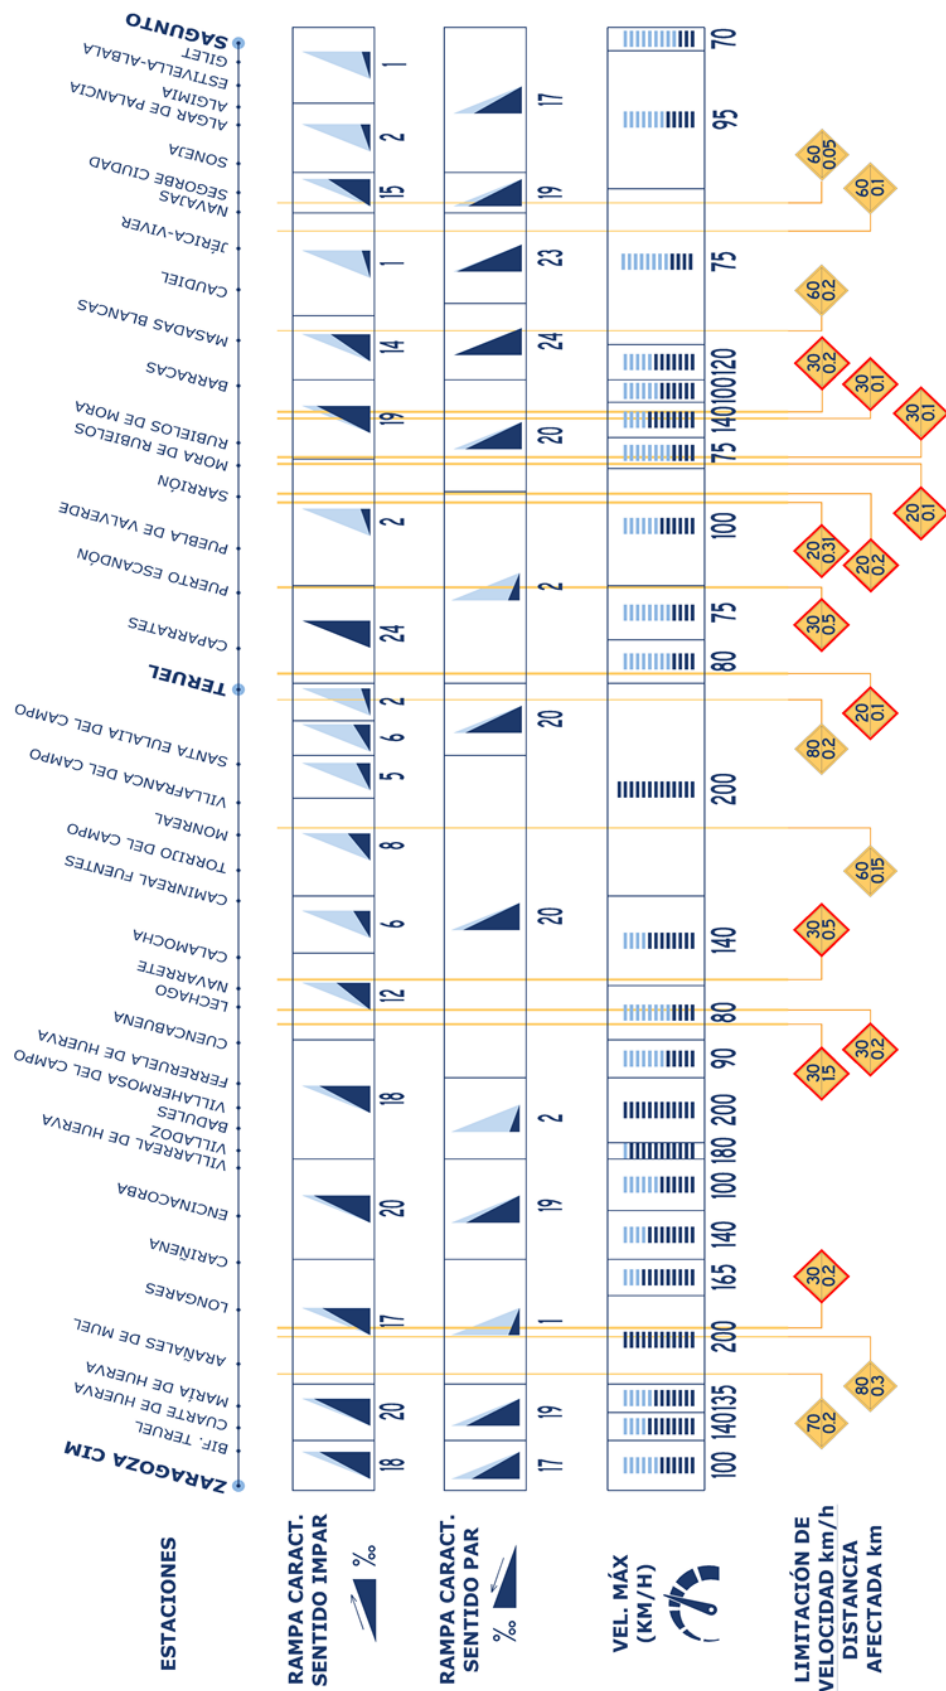 ESTACIONES
ZARAGOZA CIM
BIF. TERUEL
CUARTE DE HUERVA
MARÍA DE HUERVA
ARAÑALES DE MUEL
LONGARES
CARIÑENA
ENCINACORBA
VILLARREAL DE HUERVA
VILLADOZ
BADULES
VILLAHERMOSA DEL CAMPO
FERRERUELA DE HUERVA
CUENCABUENA
LECHAGO
NAVARRETE
CALAMOCHA
CAMINREAL FUENTES
TORRIJO DEL CAMPO
MONREAL
VILLAFRANCA DEL CAMPO
SANTA EULALIA DEL CAMPO
TERUEL
CAPARRATES
PUERTO ESCANDÓN
PUEBLA DE VALVERDE
SARRIÓN
MORA DE RUBIELOS
RUBIELOS DE MORA
BARRACAS
MASADAS BLANCAS
CAUDIEL
JÉRICA-VIVER
NAVAJAS
SEGORBE CIUDAD
SONEJA
ALGAR DE PALANCIA
ALGIMIA
ESTIVELLA-ALBALA
GILET
SAGUNTO
RAMPA CARACT.
SENTIDO IMPAR
‰
18 20 17 20 18 12 6 8 5 6 2 24 2 19 14 1 15 2 1
RAMPA CARACT.
SENTIDO PAR
‰
17 19 1 19 2 20 20 2 20 24 23 19 17
VEL. MÁX
(KM/H)
100 140 135 200 165 140 100 180 200 90 80 140 200 80 75 100 75 140 100 120 75 95 70
LIMITACIÓN DE
VELOCIDAD km/h
DISTANCIA
AFECTADA km
70
0.2
30
0.2
30
1.5
30
0.5
80
0.2
30
0.5
20
0.31
30
0.2
60
0.2
60
0.05
80
0.3
30
0.2
60
0.15
20
0.1
20
0.2
30
0.1
60
0.1
20
0.1
30
0.1